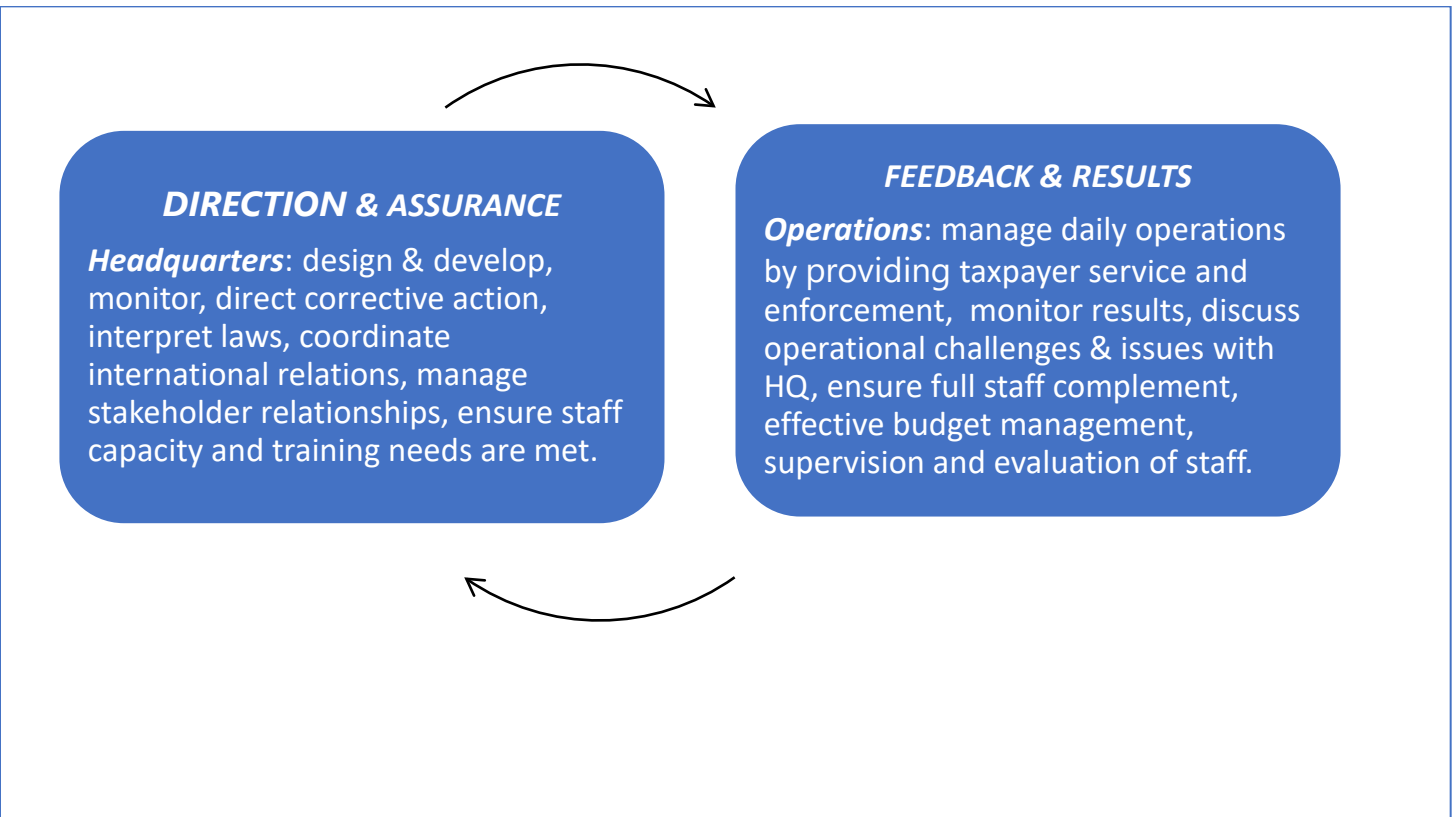 DIRECTION & ASSURANCE
Headquarters: design & develop,
monitor, direct corrective action,
interpret laws, coordinate
international relations, manage
stakeholder relationships, ensure staff
capacity and training needs are met.
FEEDBACK & RESULTS
Operations: manage daily operations
by providing taxpayer service and
enforcement,  monitor results, discuss
operational challenges & issues with
HQ, ensure full staff complement,
effective budget management,
supervision and evaluation of staff.